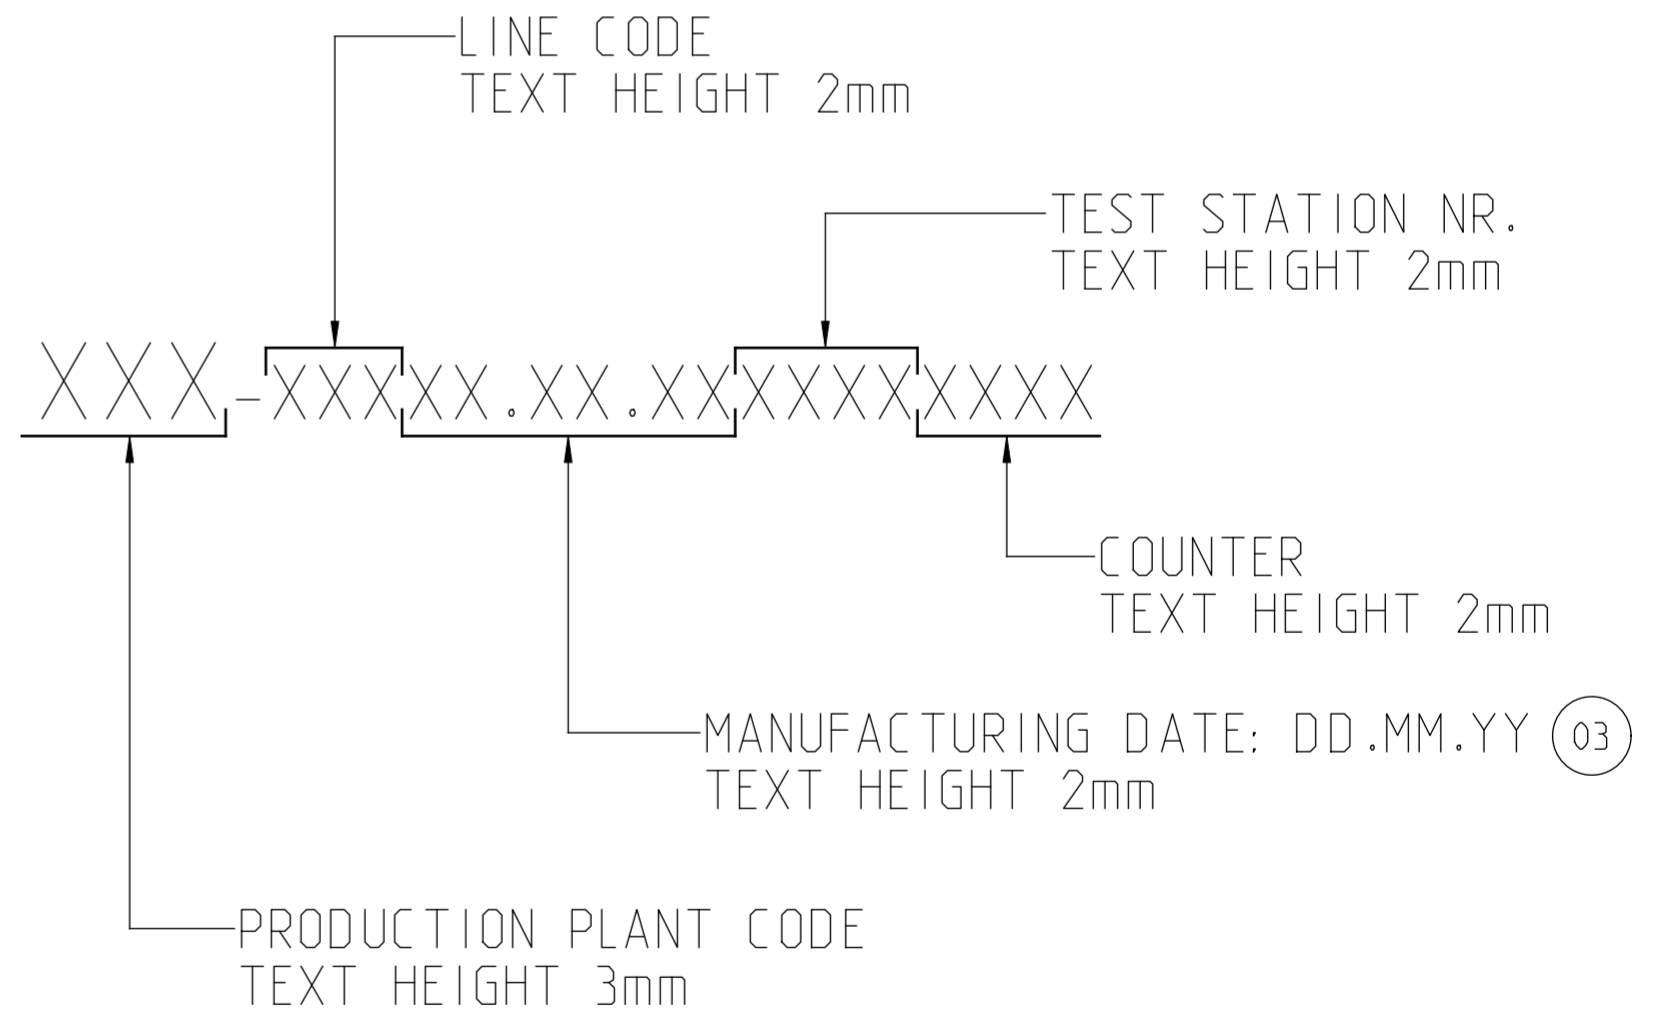 LINE CODE
TEXT HEIGHT 2mm
TEST STATION NR.
TEXT HEIGHT 2mm
XXX-XXXXX.XX.XXXXXXXXXX
COUNTER
TEXT HEIGHT 2mm
MANUFACTURING DATE: DD.MM.YY 03
TEXT HEIGHT 2mm
PRODUCTION PLANT CODE
TEXT HEIGHT 3mm